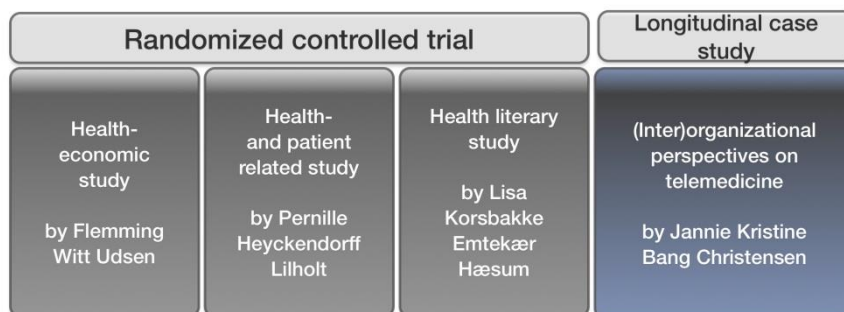 Randomized controlled trial
Longitudinal case
study
Health-
economic
study
by Flemming
Witt Udsen
Health-
and patient
related study
by Pernille
Heyckendorff
Lilholt
Health literary
study
by Lisa
Korsbakke
Emtekær
Hæsum
(Inter)organizational
perspectives on
telemedicine
by Jannie Kristine
Bang Christensen